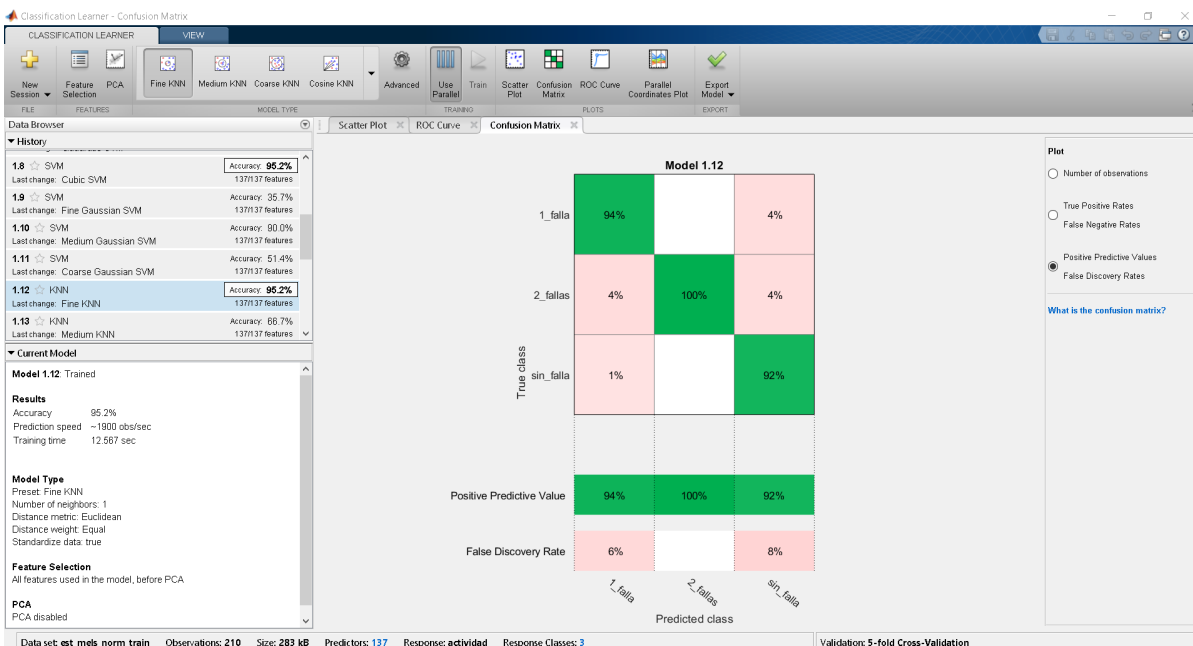 Classification Learner - Confusion Matrix
CLASSIFICATION LEARNER VIEW
New Session
Feature Selection
PCA
Fine KNN
Medium KNN
Coarse KNN
Cosine KNN
Advanced
Use Parallel
Train
Scatter Plot
Confusion Matrix
ROC Curve
Parallel Coordinates Plot
Export Model
FILE FEATURES MODEL TYPE TRAINING PLOTS EXPORT
Data Browser
Scatter Plot ROC Curve Confusion Matrix
History
1.8 SVM Accuracy: 95.2%
Last change: Cubic SVM 137/137 features
1.9 SVM Accuracy: 35.7%
Last change: Fine Gaussian SVM 137/137 features
1.10 SVM Accuracy: 90.0%
Last change: Medium Gaussian SVM 137/137 features
1.11 SVM Accuracy: 51.4%
Last change: Coarse Gaussian SVM 137/137 features
1.12 KNN Accuracy: 95.2%
Last change: Fine KNN 137/137 features
1.13 KNN Accuracy: 66.7%
Last change: Medium KNN 137/137 features
Current Model
Model 1.12: Trained
Results
Accuracy 95.2%
Prediction speed ~1900 obs/sec
Training time 12.567 sec
Model Type
Preset: Fine KNN
Number of neighbors: 1
Distance metric: Euclidean
Distance weight: Equal
Standardize data: true
Feature Selection
All features used in the model, before PCA
PCA
PCA disabled
Model 1.12
1_falla 94% 4%
2_fallas 4% 100% 4%
sin_falla 1% 92%
True class
Positive Predictive Value 94% 100% 92%
False Discovery Rate 6% 8%
1_falla 2_fallas sin_falla
Predicted class
Plot
Number of observations
True Positive Rates
False Negative Rates
Positive Predictive Values
False Discovery Rates
What is the confusion matrix?
Data set: est_mels_norm_train Observations: 210 Size: 283 kB Predictors: 137 Response: actividad Response Classes: 3 Validation: 5-fold Cross-Validation